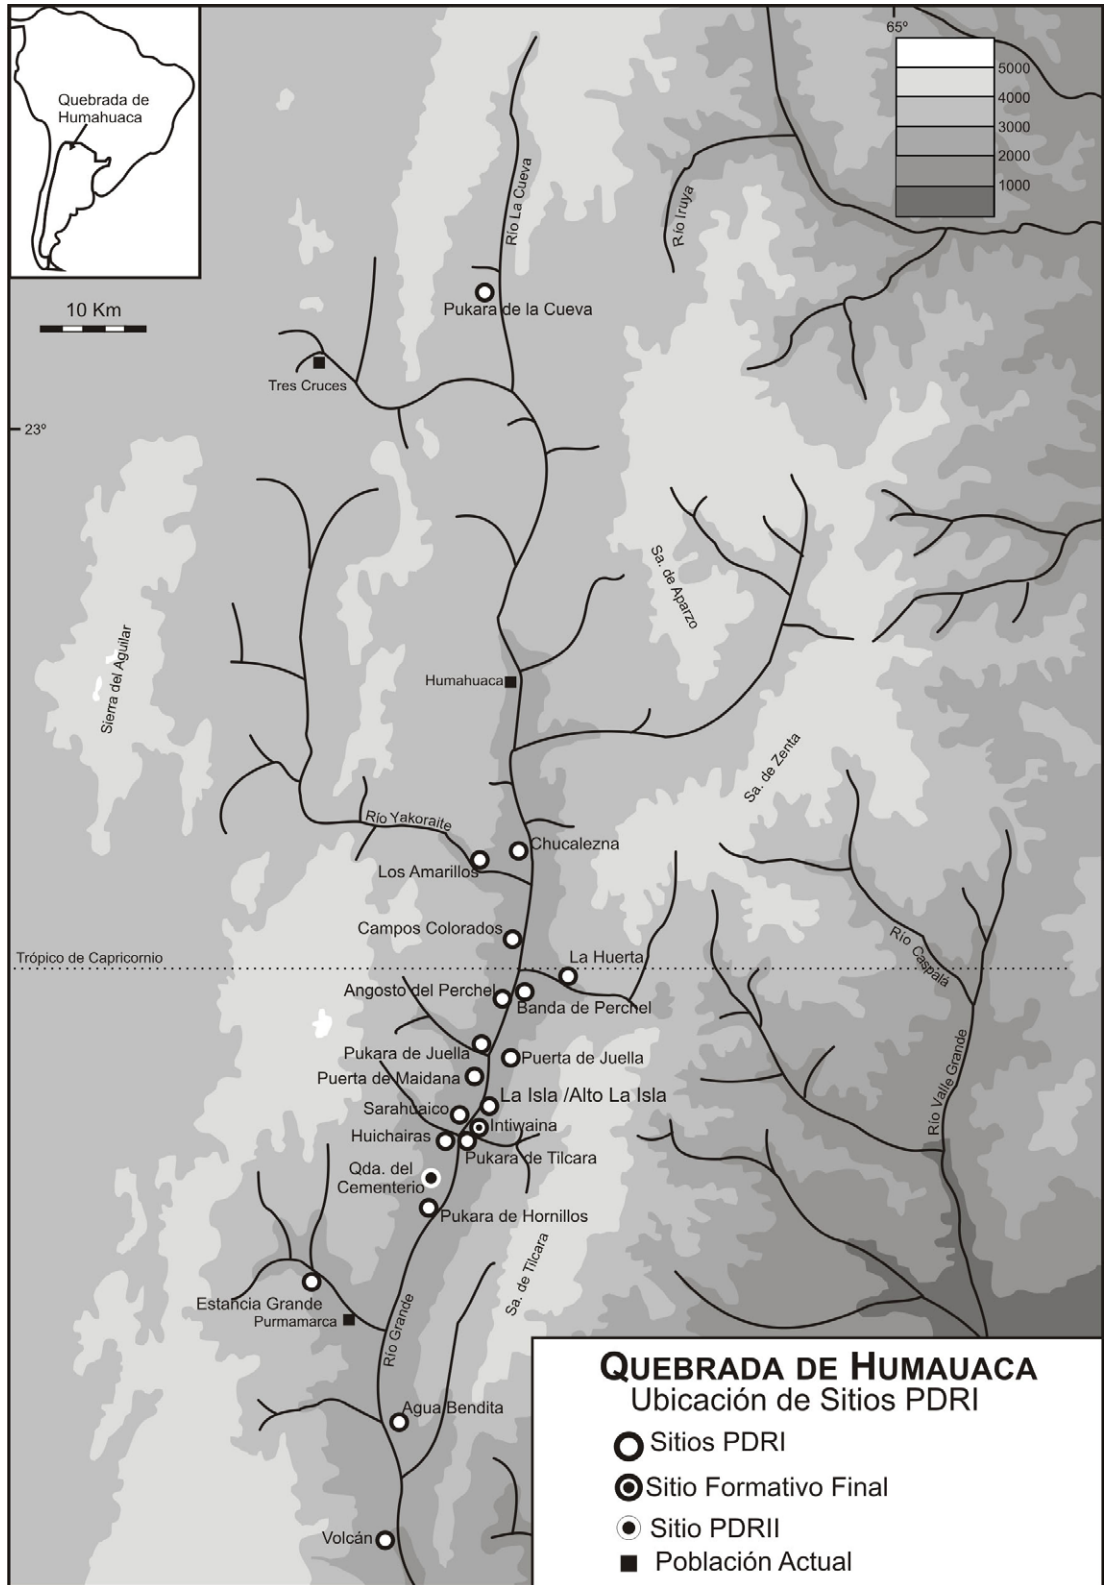 65º
5000
4000
3000
2000
1000
Quebrada de
Humahuaca
10 Km
Río La Cueva
Río Iruya
Pukara de la Cueva
Tres Cruces
23º
Sa. de Aparzo
Sierra del Aguilar
Humahuaca
Sa. de Zenta
Río Yakoraite
Chucalezna
Los Amarillos
Campos Colorados
Río Caspalá
La Huerta
Trópico de Capricornio
Angosto del Perchel
Banda de Perchel
Pukara de Juella
Puerta de Juella
Puerta de Maidana
La Isla /Alto La Isla
Río Valle Grande
Sarahuaico
Intiwaina
Huichairas
Pukara de Tilcara
Qda. del
Cementerio
Pukara de Hornillos
Sa. de Tilcara
Estancia Grande
Purmamarca
Río Grande
Agua Bendita
Volcán
QUEBRADA DE HUMAUACA
Ubicación de Sitios PDRI
Sitios PDRI
Sitio Formativo Final
Sitio PDRII
Población Actual